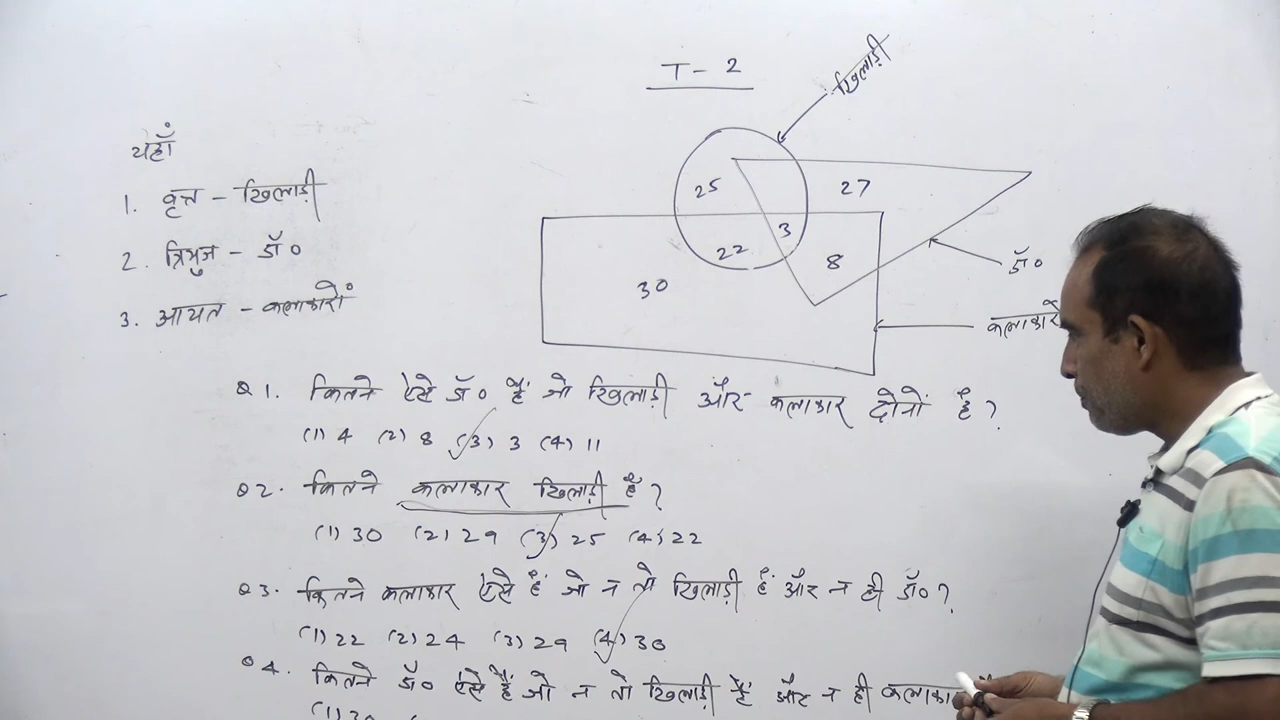 T - 2
खिलाड़ी
यहाँ
1. वृत्त - खिलाड़ी
2. त्रिभुज - डॉ०
3. आयत - कलाकारों
25
27
3
22
8
30
डॉ०
कलाकारों
Q1. कितने ऐसे डॉ० हैं जो खिलाड़ी और कलाकार दोनों हैं?
(1) 4 (2) 8 (3) 3 (4) 11
Q2. कितने कलाकार खिलाड़ी हैं?
(1) 30 (2) 29 (3) 25 (4) 22
Q3. कितने कलाकार ऐसे हैं जो न तो खिलाड़ी हैं और न ही डॉ०?
(1) 22 (2) 24 (3) 29 (4) 30
Q4. कितने डॉ० ऐसे हैं जो न तो खिलाड़ी हैं और न ही कलाकार
(1) 30